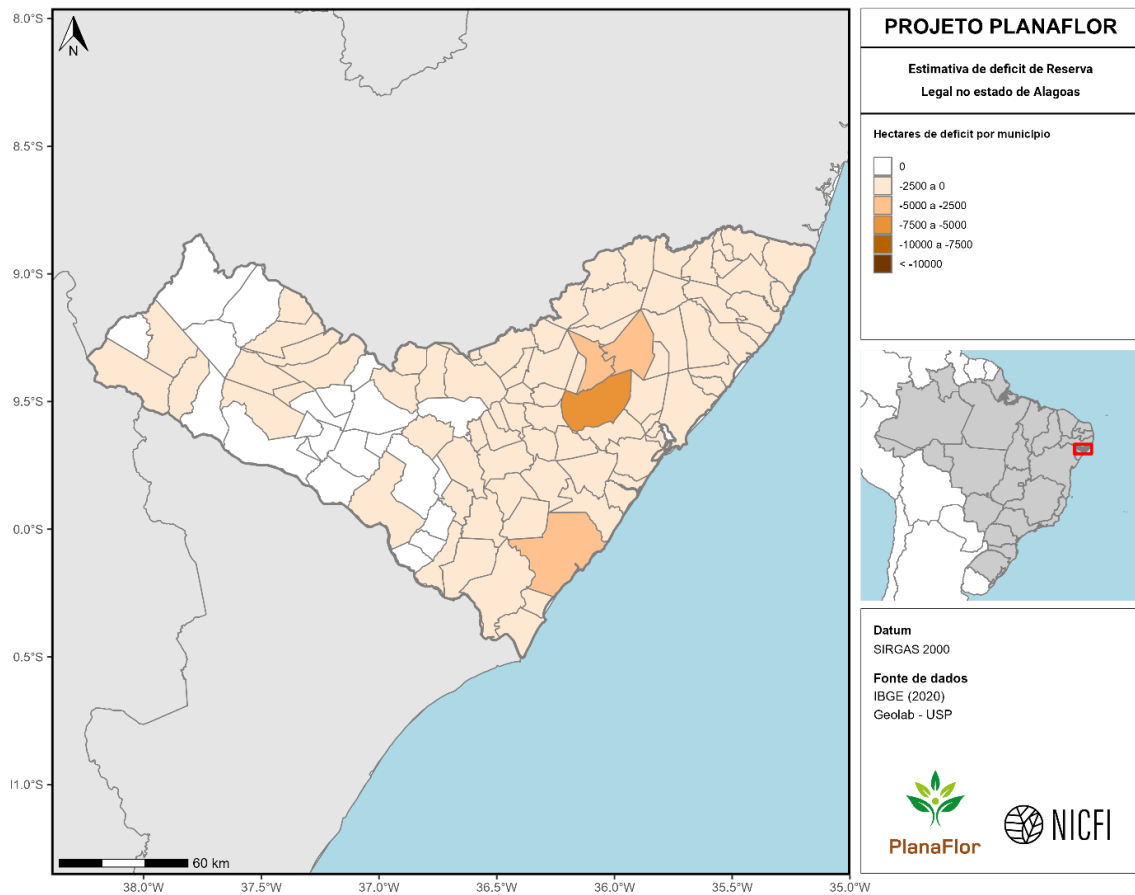 PROJETO PLANAFLOR
Estimativa de deficit de Reserva
Legal no estado de Alagoas
Hectares de deficit por município
0
-2500 a 0
-5000 a -2500
-7500 a -5000
-10000 a -7500
< -10000
Datum
SIRGAS 2000
Fonte de dados
IBGE (2020)
Geolab - USP
PlanaFlor
NICFI
N
8.0°S
8.5°S
9.0°S
9.5°S
0.0°S
0.5°S
l1.0°S
60 km
38.0°W
37.5°W
37.0°W
36.5°W
36.0°W
35.5°W
35.0°W